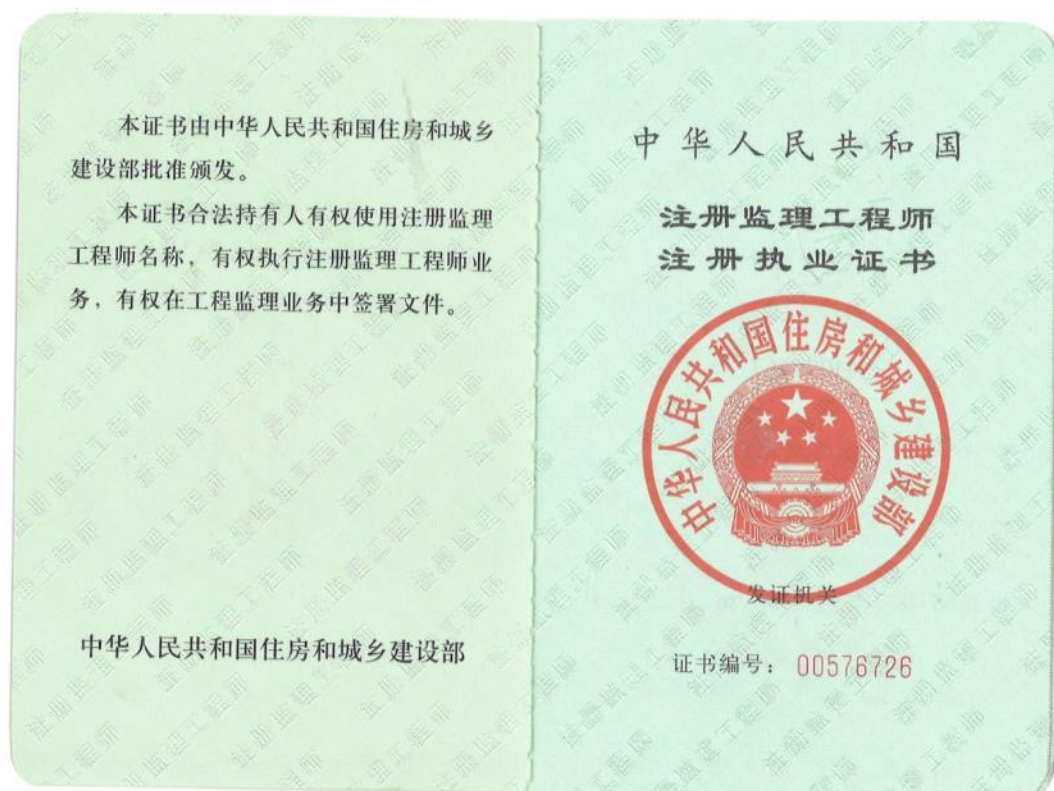 本证书由中华人民共和国住房和城乡
建设部批准颁发。
本证书合法持有人有权使用注册监理
工程师名称，有权执行注册监理工程师业
务，有权在工程监理业务中签署文件。
中华人民共和国住房和城乡建设部
中华人民共和国
注册监理工程师
注册执业证书
中华人民共和国住房和城乡建设部
发证机关
证书编号：00576726